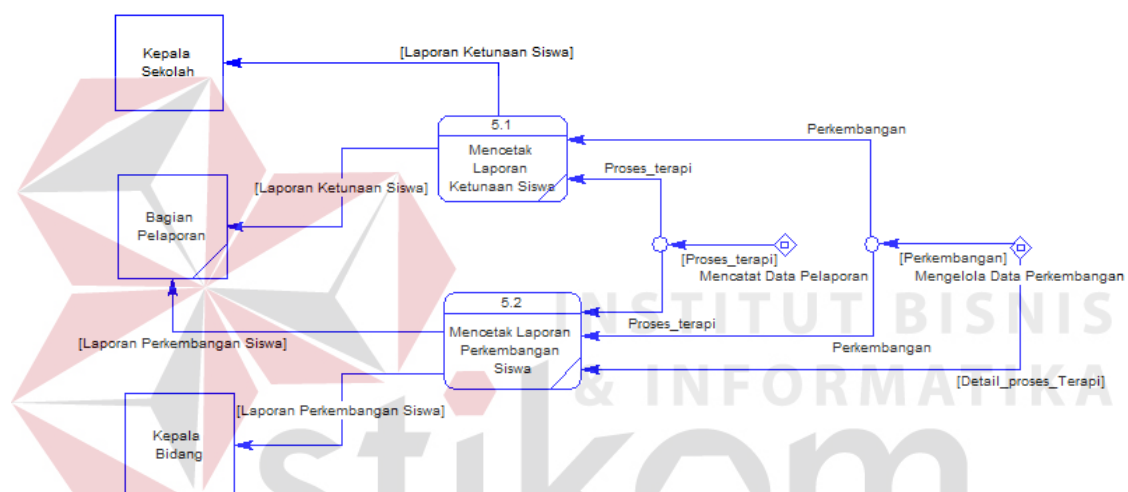 Kepala
Sekolah
[Laporan Ketunaan Siswa]
5.1
Mencetak
Laporan
Ketunaan Siswa
Perkembangan
Proses_terapi
[Laporan Ketunaan Siswa]
Bagian
Pelaporan
[Proses_terapi]
Mencatat Data Pelaporan
[Perkembangan]
Mengelola Data Perkembangan
5.2
Mencetak Laporan
Perkembangan
Siswa
Proses_terapi
Perkembangan
[Detail_proses_Terapi]
[Laporan Perkembangan Siswa]
[Laporan Perkembangan Siswa]
Kepala
Bidang
INSTITUT BISNIS
& INFORMATIKA
stikom